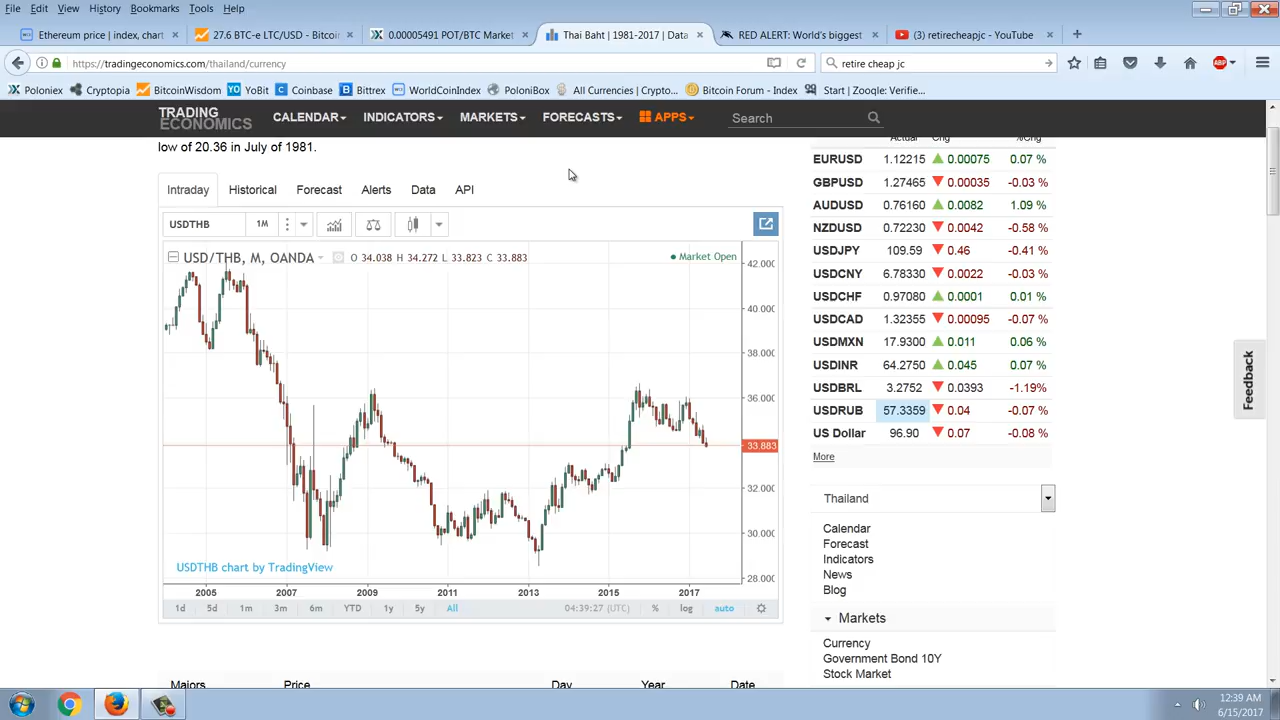 File Edit View History Bookmarks Tools Help
Ethereum price | index, chart
27.6 BTC-e LTC/USD - Bitcoin
0.00005491 POT/BTC Market
Thai Baht | 1981-2017 | Data
RED ALERT: World's biggest
(3) retirecheapjc - YouTube
https://tradingeconomics.com/thailand/currency
retire cheap jc
Poloniex Cryptopia BitcoinWisdom YoBit Coinbase Bittrex WorldCoinIndex PoloniBox All Currencies | Crypto... Bitcoin Forum - Index Start | Zooqle: Verifie...
TRADING
ECONOMICS
CALENDAR INDICATORS MARKETS FORECASTS APPS Search
low of 20.36 in July of 1981.
Intraday Historical Forecast Alerts Data API
USDTHB 1M
USD/THB, M, OANDA O 34.038 H 34.272 L 33.823 C 33.883
Market Open
42.000
40.000
38.000
36.000
33.883
32.000
30.000
28.000
USDTHB chart by TradingView
2005 2007 2009 2011 2013 2015 2017
1d 5d 1m 3m 6m YTD 1y 5y All 04:39:27 (UTC) % log auto
Majors Price Day Year Date
Actual Chg %Chg
EURUSD 1.12215 0.00075 0.07 %
GBPUSD 1.27465 0.00035 -0.03 %
AUDUSD 0.76160 0.0082 1.09 %
NZDUSD 0.72230 0.0042 -0.58 %
USDJPY 109.59 0.46 -0.41 %
USDCNY 6.78330 0.0022 -0.03 %
USDCHF 0.97080 0.0001 0.01 %
USDCAD 1.32355 0.00095 -0.07 %
USDMXN 17.9300 0.011 0.06 %
USDINR 64.2750 0.045 0.07 %
USDBRL 3.2752 0.0393 -1.19%
USDRUB 57.3359 0.04 -0.07 %
US Dollar 96.90 0.07 -0.08 %
More
Thailand
Calendar
Forecast
Indicators
News
Blog
Markets
Currency
Government Bond 10Y
Stock Market
Feedback
12:39 AM
6/15/2017